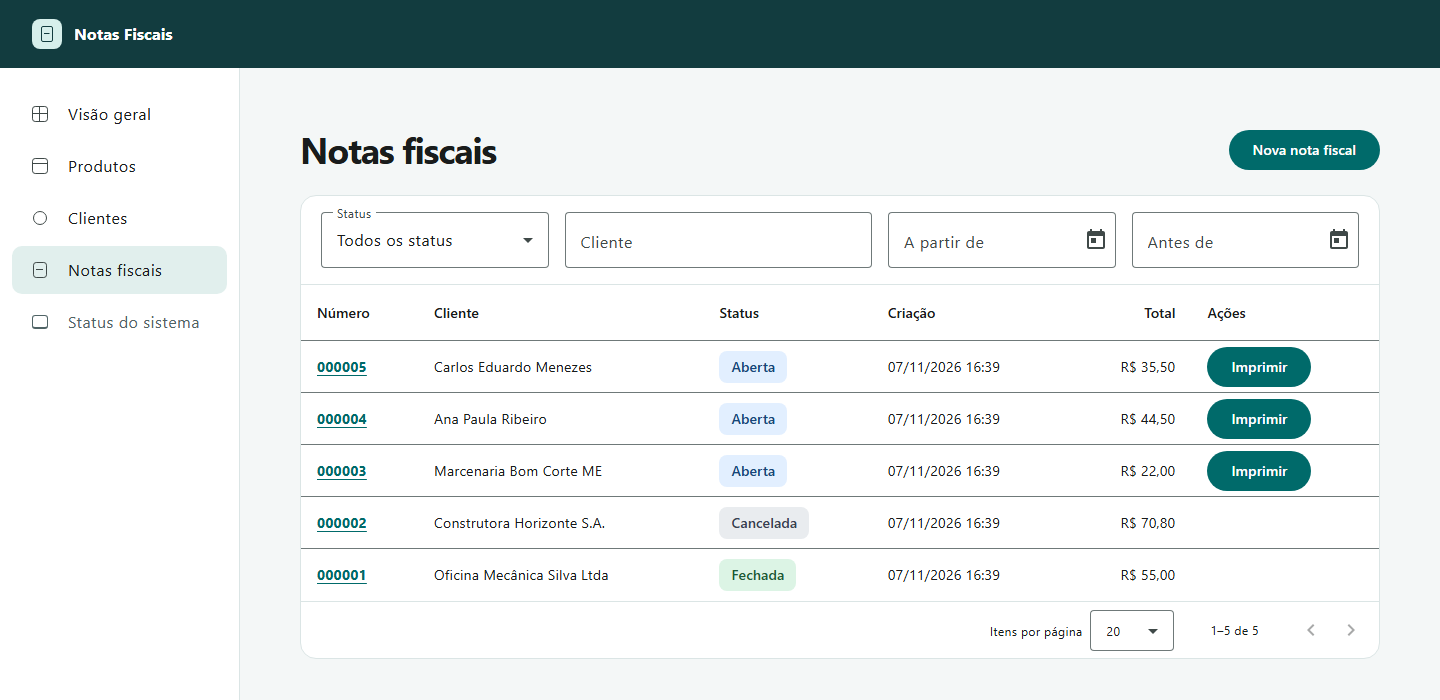 Notas Fiscais
Visão geral
Produtos
Clientes
Notas fiscais
Status do sistema
Notas fiscais
Nova nota fiscal
Status
Todos os status
Cliente
A partir de
Antes de
Número Cliente Status Criação Total Ações
000005 Carlos Eduardo Menezes Aberta 07/11/2026 16:39 R$ 35,50 Imprimir
000004 Ana Paula Ribeiro Aberta 07/11/2026 16:39 R$ 44,50 Imprimir
000003 Marcenaria Bom Corte ME Aberta 07/11/2026 16:39 R$ 22,00 Imprimir
000002 Construtora Horizonte S.A. Cancelada 07/11/2026 16:39 R$ 70,80
000001 Oficina Mecânica Silva Ltda Fechada 07/11/2026 16:39 R$ 55,00
Itens por página 20 1–5 de 5